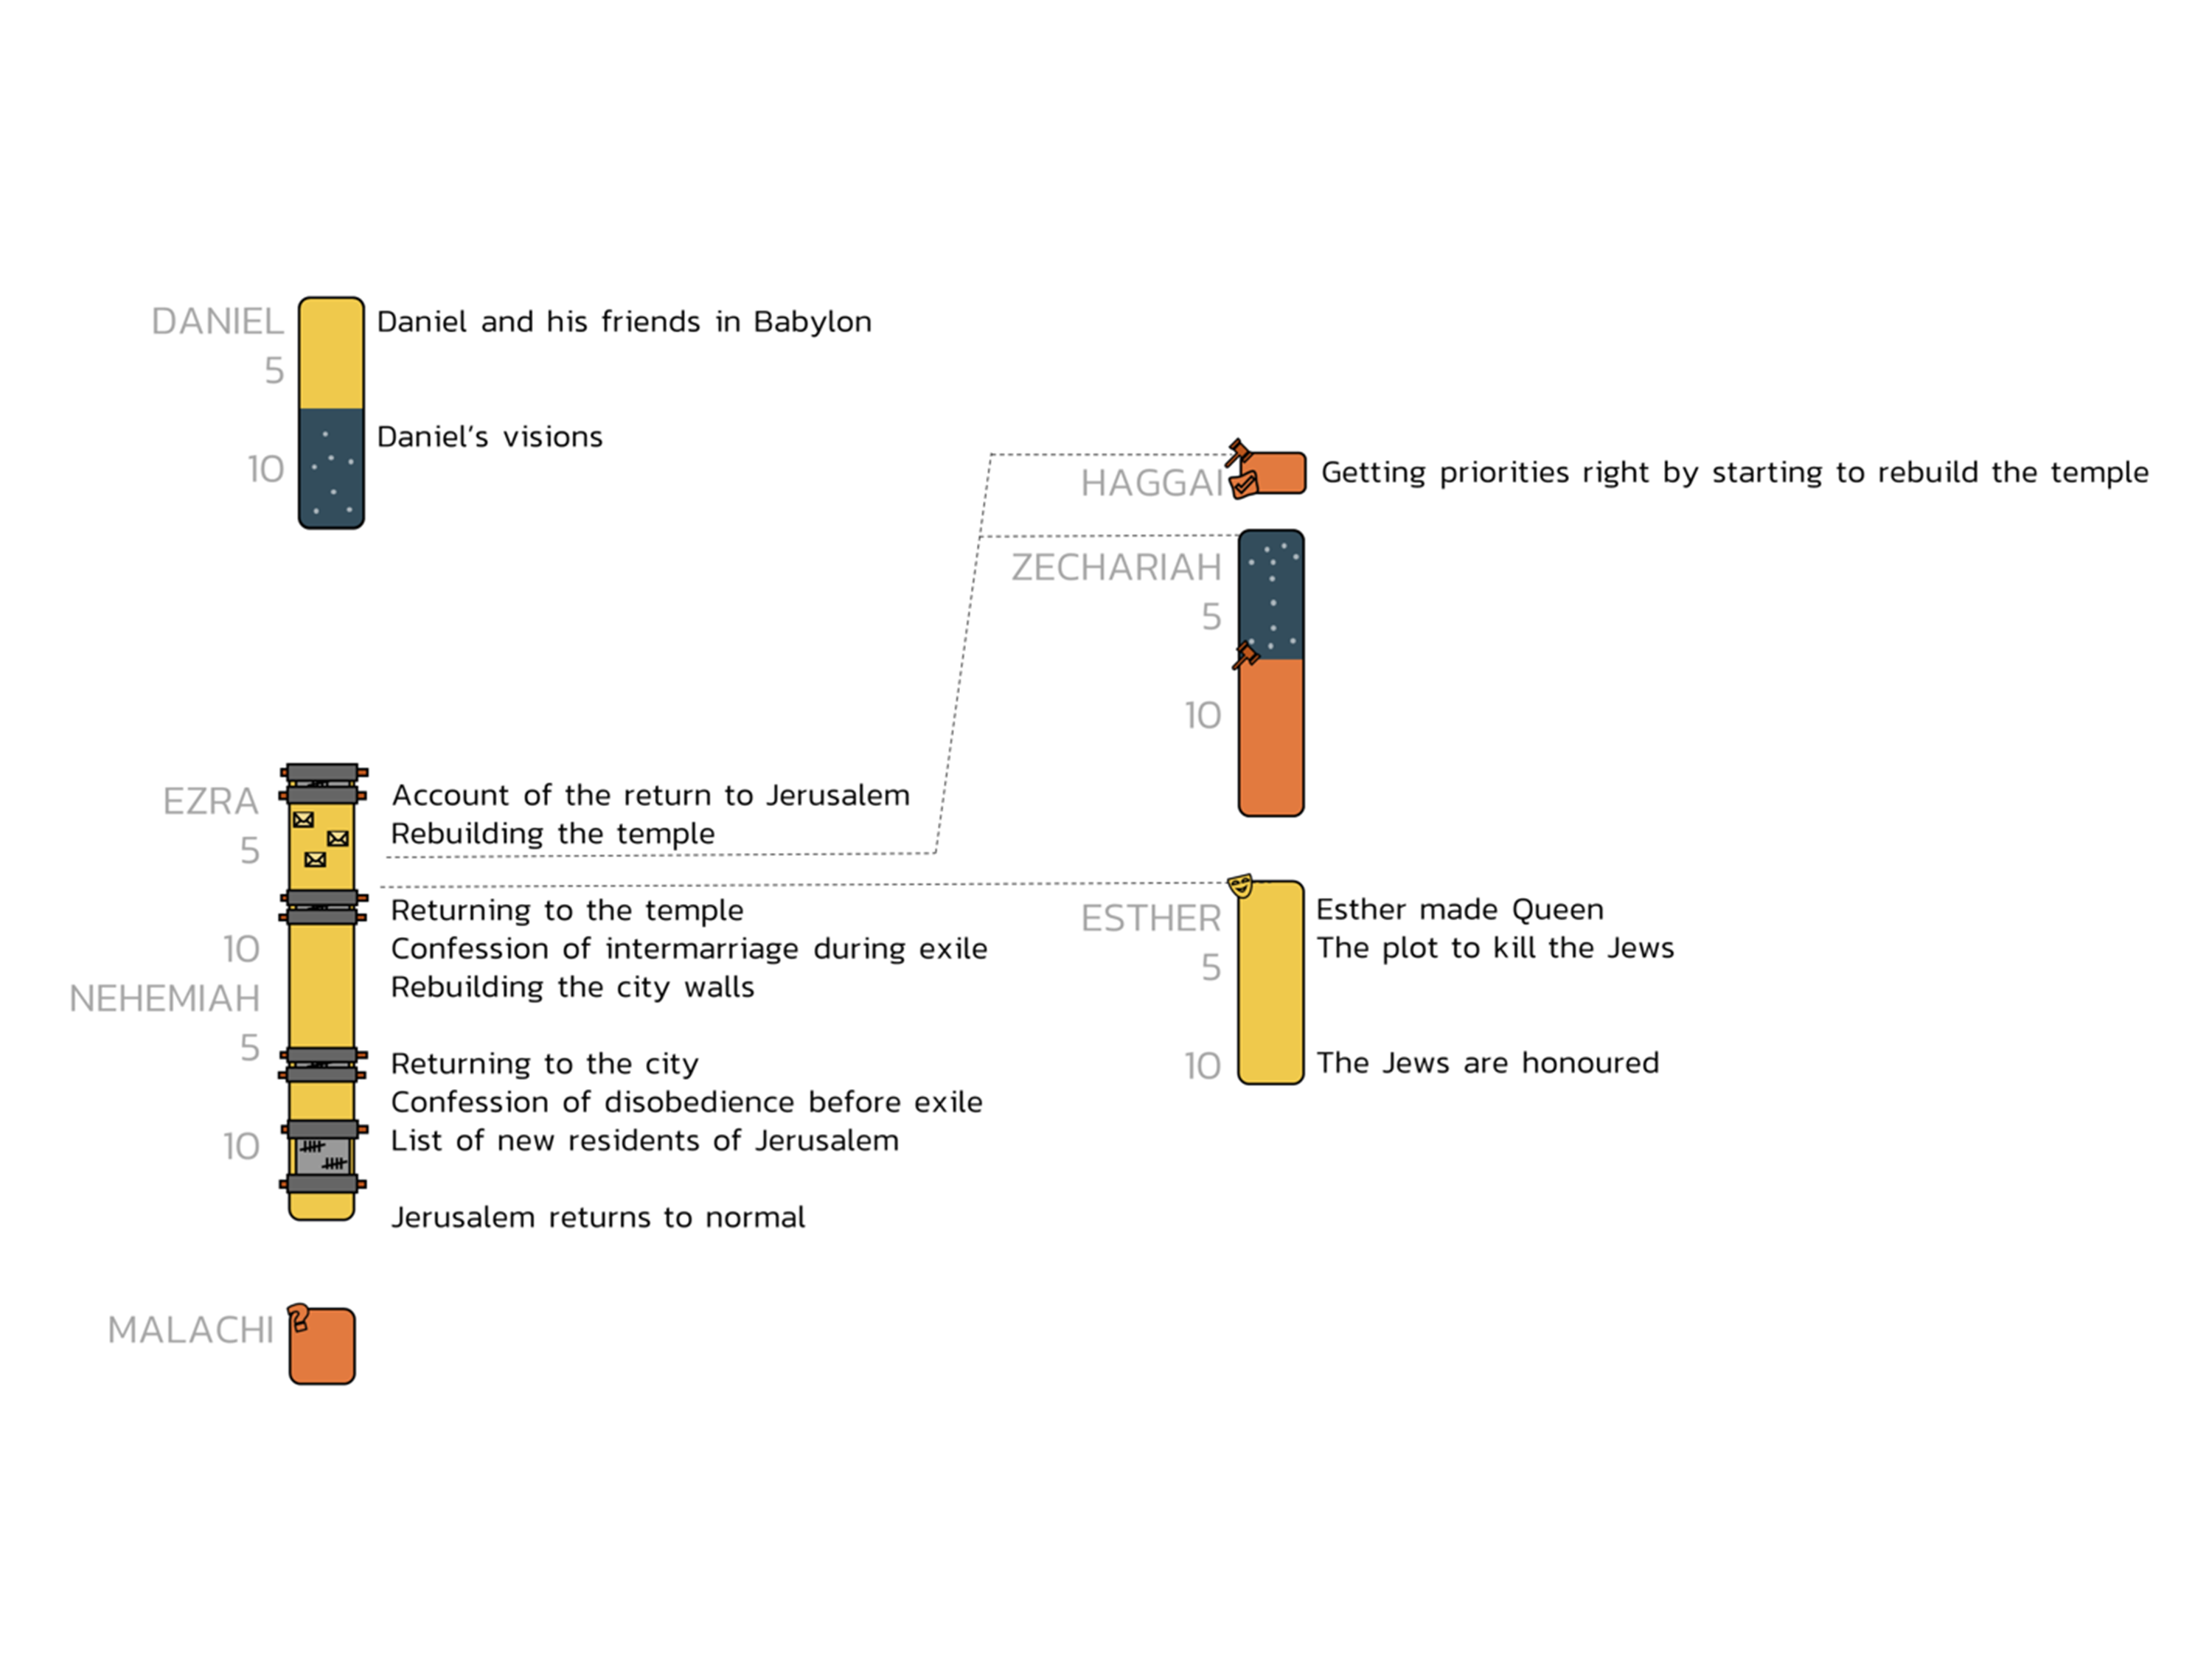 DANIEL
Daniel and his friends in Babylon
5
Daniel's visions
10
HAGGAI
Getting priorities right by starting to rebuild the temple
ZECHARIAH
5
10
EZRA
Account of the return to Jerusalem
Rebuilding the temple
5
Returning to the temple
10
Confession of intermarriage during exile
NEHEMIAH
Rebuilding the city walls
5
Returning to the city
Confession of disobedience before exile
10
List of new residents of Jerusalem
Jerusalem returns to normal
ESTHER
Esther made Queen
The plot to kill the Jews
5
10
The Jews are honoured
MALACHI